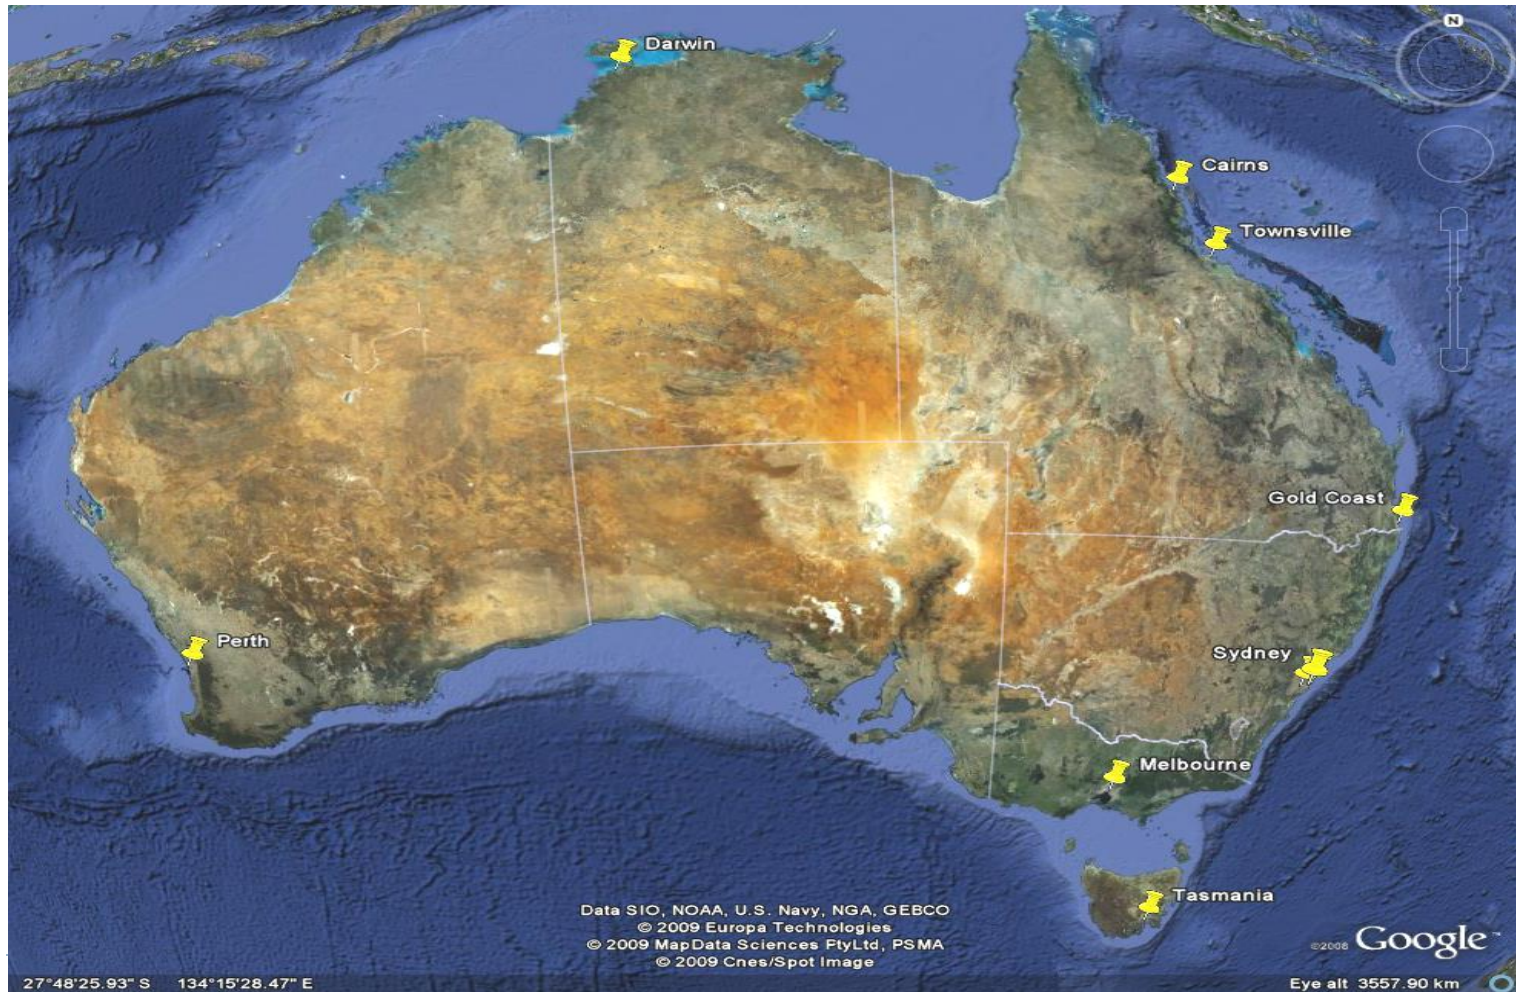 N
Darwin
Cairns
Townsville
Gold Coast
Perth
Sydney
Melbourne
Tasmania
Data SIO, NOAA, U.S. Navy, NGA, GEBCO
© 2009 Europa Technologies
© 2009 MapData Sciences PtyLtd, PSMA
© 2009 Cnes/Spot Image
©2008 Google™
27°48'25.93" S 134°15'28.47" E
Eye alt 3557.90 km